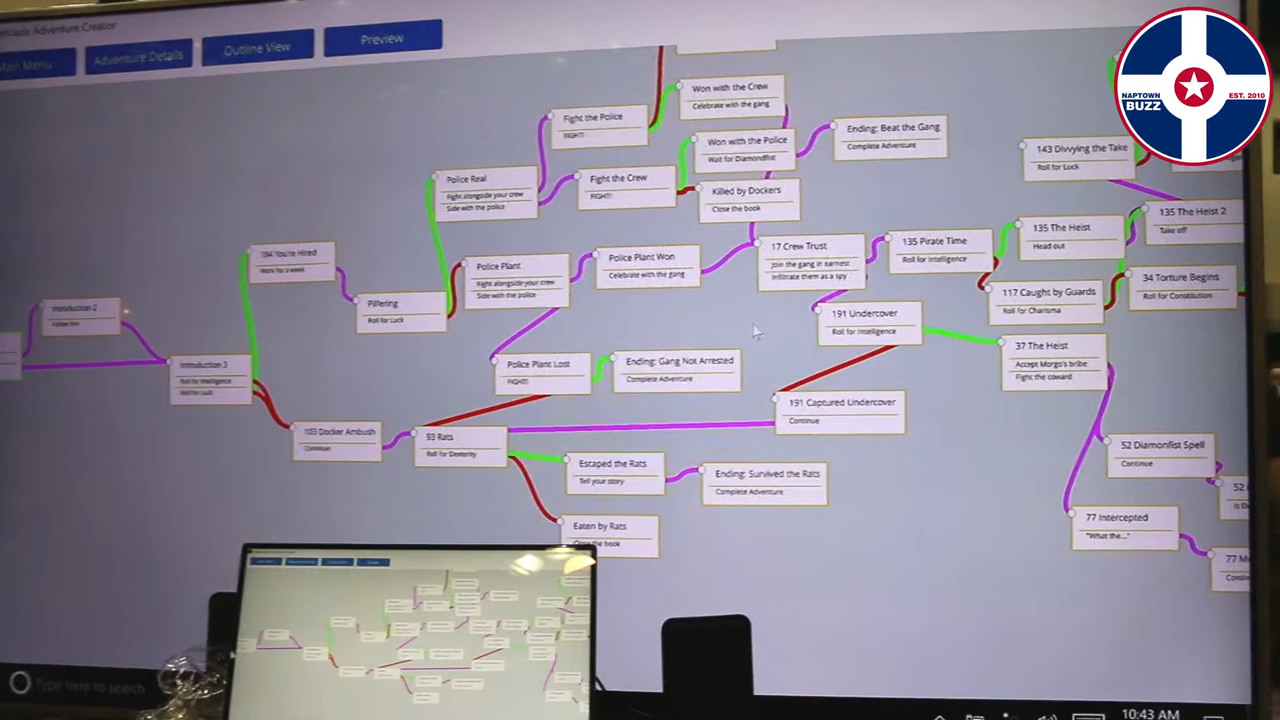 Adventure Creator
Main Menu
Adventure Details
Outline View
Preview
NAPTOWN
BUZZ
EST. 2010
Won with the Crew
Celebrate with the gang
Fight the Police
FIGHT!
Won with the Police
Wait for Diamondfist
Ending: Beat the Gang
Complete Adventure
143 Divvying the Take
Roll for Luck
Police Real
Fight alongside your crew
Side with the police
Fight the Crew
FIGHT!
Killed by Dockers
Close the book
135 The Heist 2
Take off
194 You're Hired
Work for a week
Police Plant
Fight alongside your crew
Side with the police
Police Plant Won
Celebrate with the gang
17 Crew Trust
Join the gang in earnest
Infiltrate them as a spy
135 Pirate Time
Roll for Intelligence
135 The Heist
Head out
34 Torture Begins
Roll for Constitution
Introduction 2
Follow him
Pilfering
Roll for Luck
117 Caught by Guards
Roll for Charisma
191 Undercover
Roll for Intelligence
37 The Heist
Accept Morgo's bribe
Fight the coward
Introduction 3
Roll for Intelligence
Roll for Luck
Police Plant Lost
FIGHT!
Ending: Gang Not Arrested
Complete Adventure
191 Captured Undercover
Continue
103 Docker Ambush
Continue
93 Rats
Roll for Dexterity
Escaped the Rats
Tell your story
Ending: Survived the Rats
Complete Adventure
52 Diamonfist Spell
Continue
52
Eaten by Rats
Close the book
77 Intercepted
"What the..."
77
Type here to search
10:43 AM